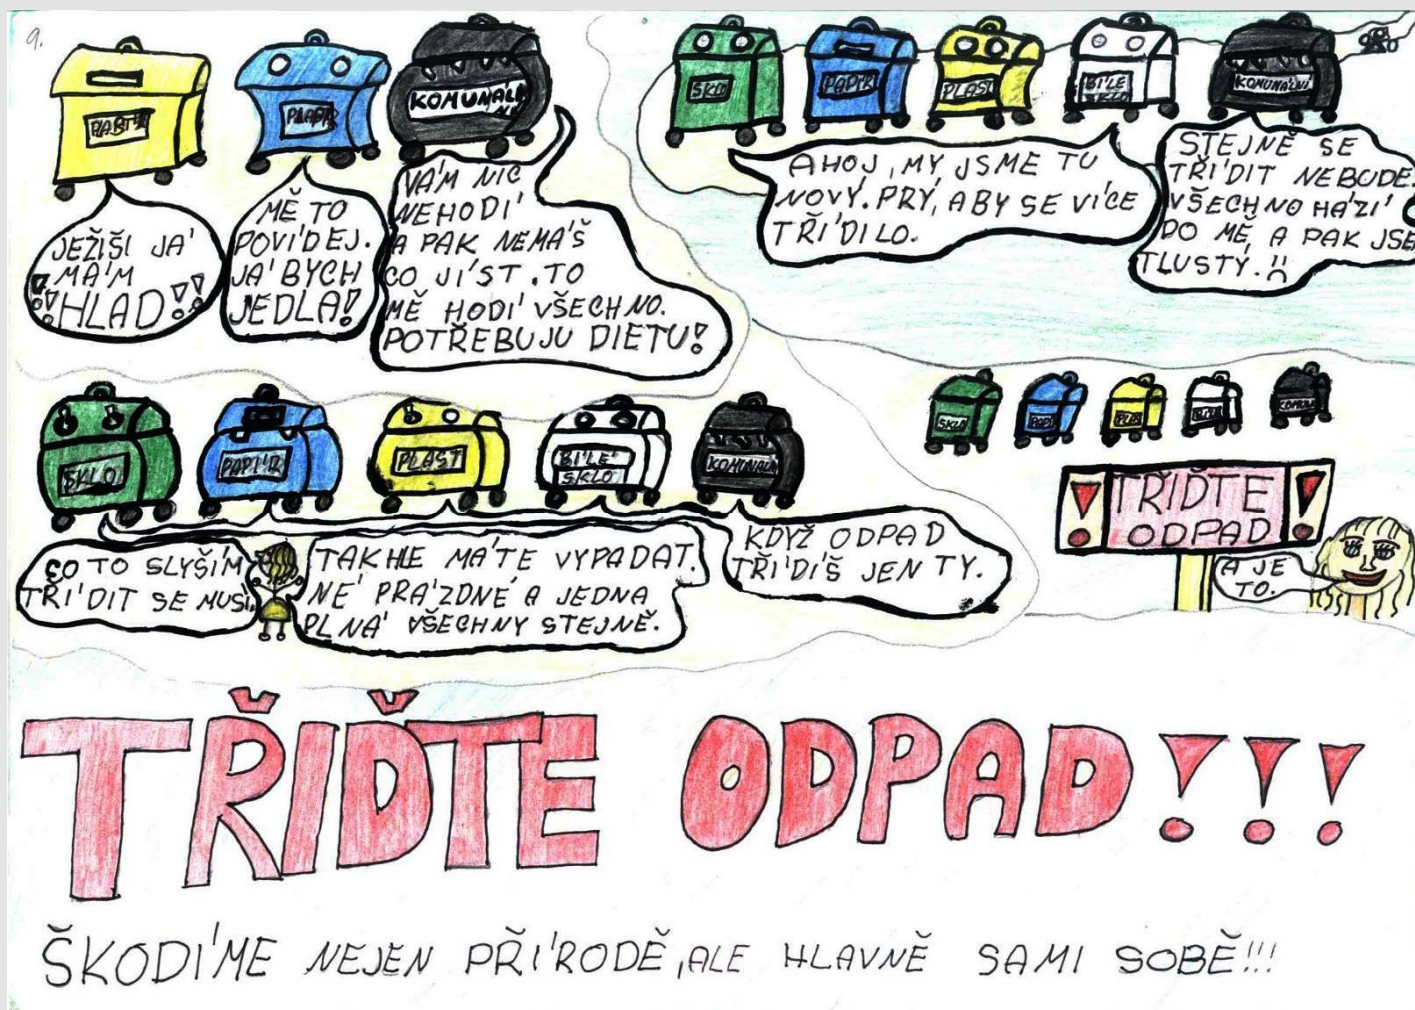 9.
PAPÍR
KOMUNÁLNÍ
JEŽIŠI JÁ
MÁM
HLAD!!
MĚ TO
POVÍDEJ.
JÁ BYCH
JEDLA!
VÁM NIC
NEHODÍ
A PAK NEMÁŠ
CO JÍST. TO
MĚ HODÍ VŠECHNO.
POTŘEBUJU DIETU!
SKLO
PAPÍR
PLAST
BÍLÉ
SKLO
KOMUNÁLNÍ
AHOJ, MY JSME TU
NOVÝ. PRÝ, ABY SE VÍCE
TŘÍDILO.
STEJNĚ SE
TŘÍDIT NEBUDE.
VŠECHNO HÁZÍ
DO MĚ, A PAK JSE
TLUSTÝ.
SKLO
PAPÍR
PLAST
BÍLÉ
SKLO
KOMUNÁLN
CO TO SLYŠÍM
TŘÍDIT SE MUSÍ.
TAKHLE MÁTE VYPADAT.
NÉ PRÁZDNÉ A JEDNA
PLNÁ VŠECHNY STEJNĚ.
KDYŽ ODPAD
TŘÍDÍŠ JEN TY.
SKLO
TŘIĎTE
ODPAD
A JE
TO.
TŘIĎTE ODPAD!!!
ŠKODÍME NEJEN PŘÍRODĚ, ALE HLAVNĚ SAMI SOBĚ!!!